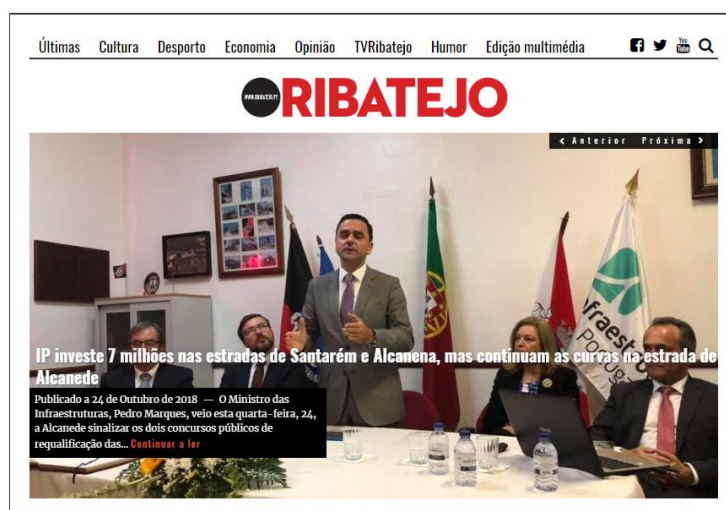 Últimas Cultura Desporto Economia Opinião TVRibatejo Humor Edição multimédia You Tube
WWW.ORIBATEJO.PT RIBATEJO
Anterior Próxima
IP investe 7 milhões nas estradas de Santarém e Alcanena, mas continuam as curvas na estrada de
Alcanede
Publicado a 24 de Outubro de 2018 — O Ministro das
Infraestruturas, Pedro Marques, veio esta quarta-feira, 24,
a Alcanede sinalizar os dois concursos públicos de
requalificação das... Continuar a ler